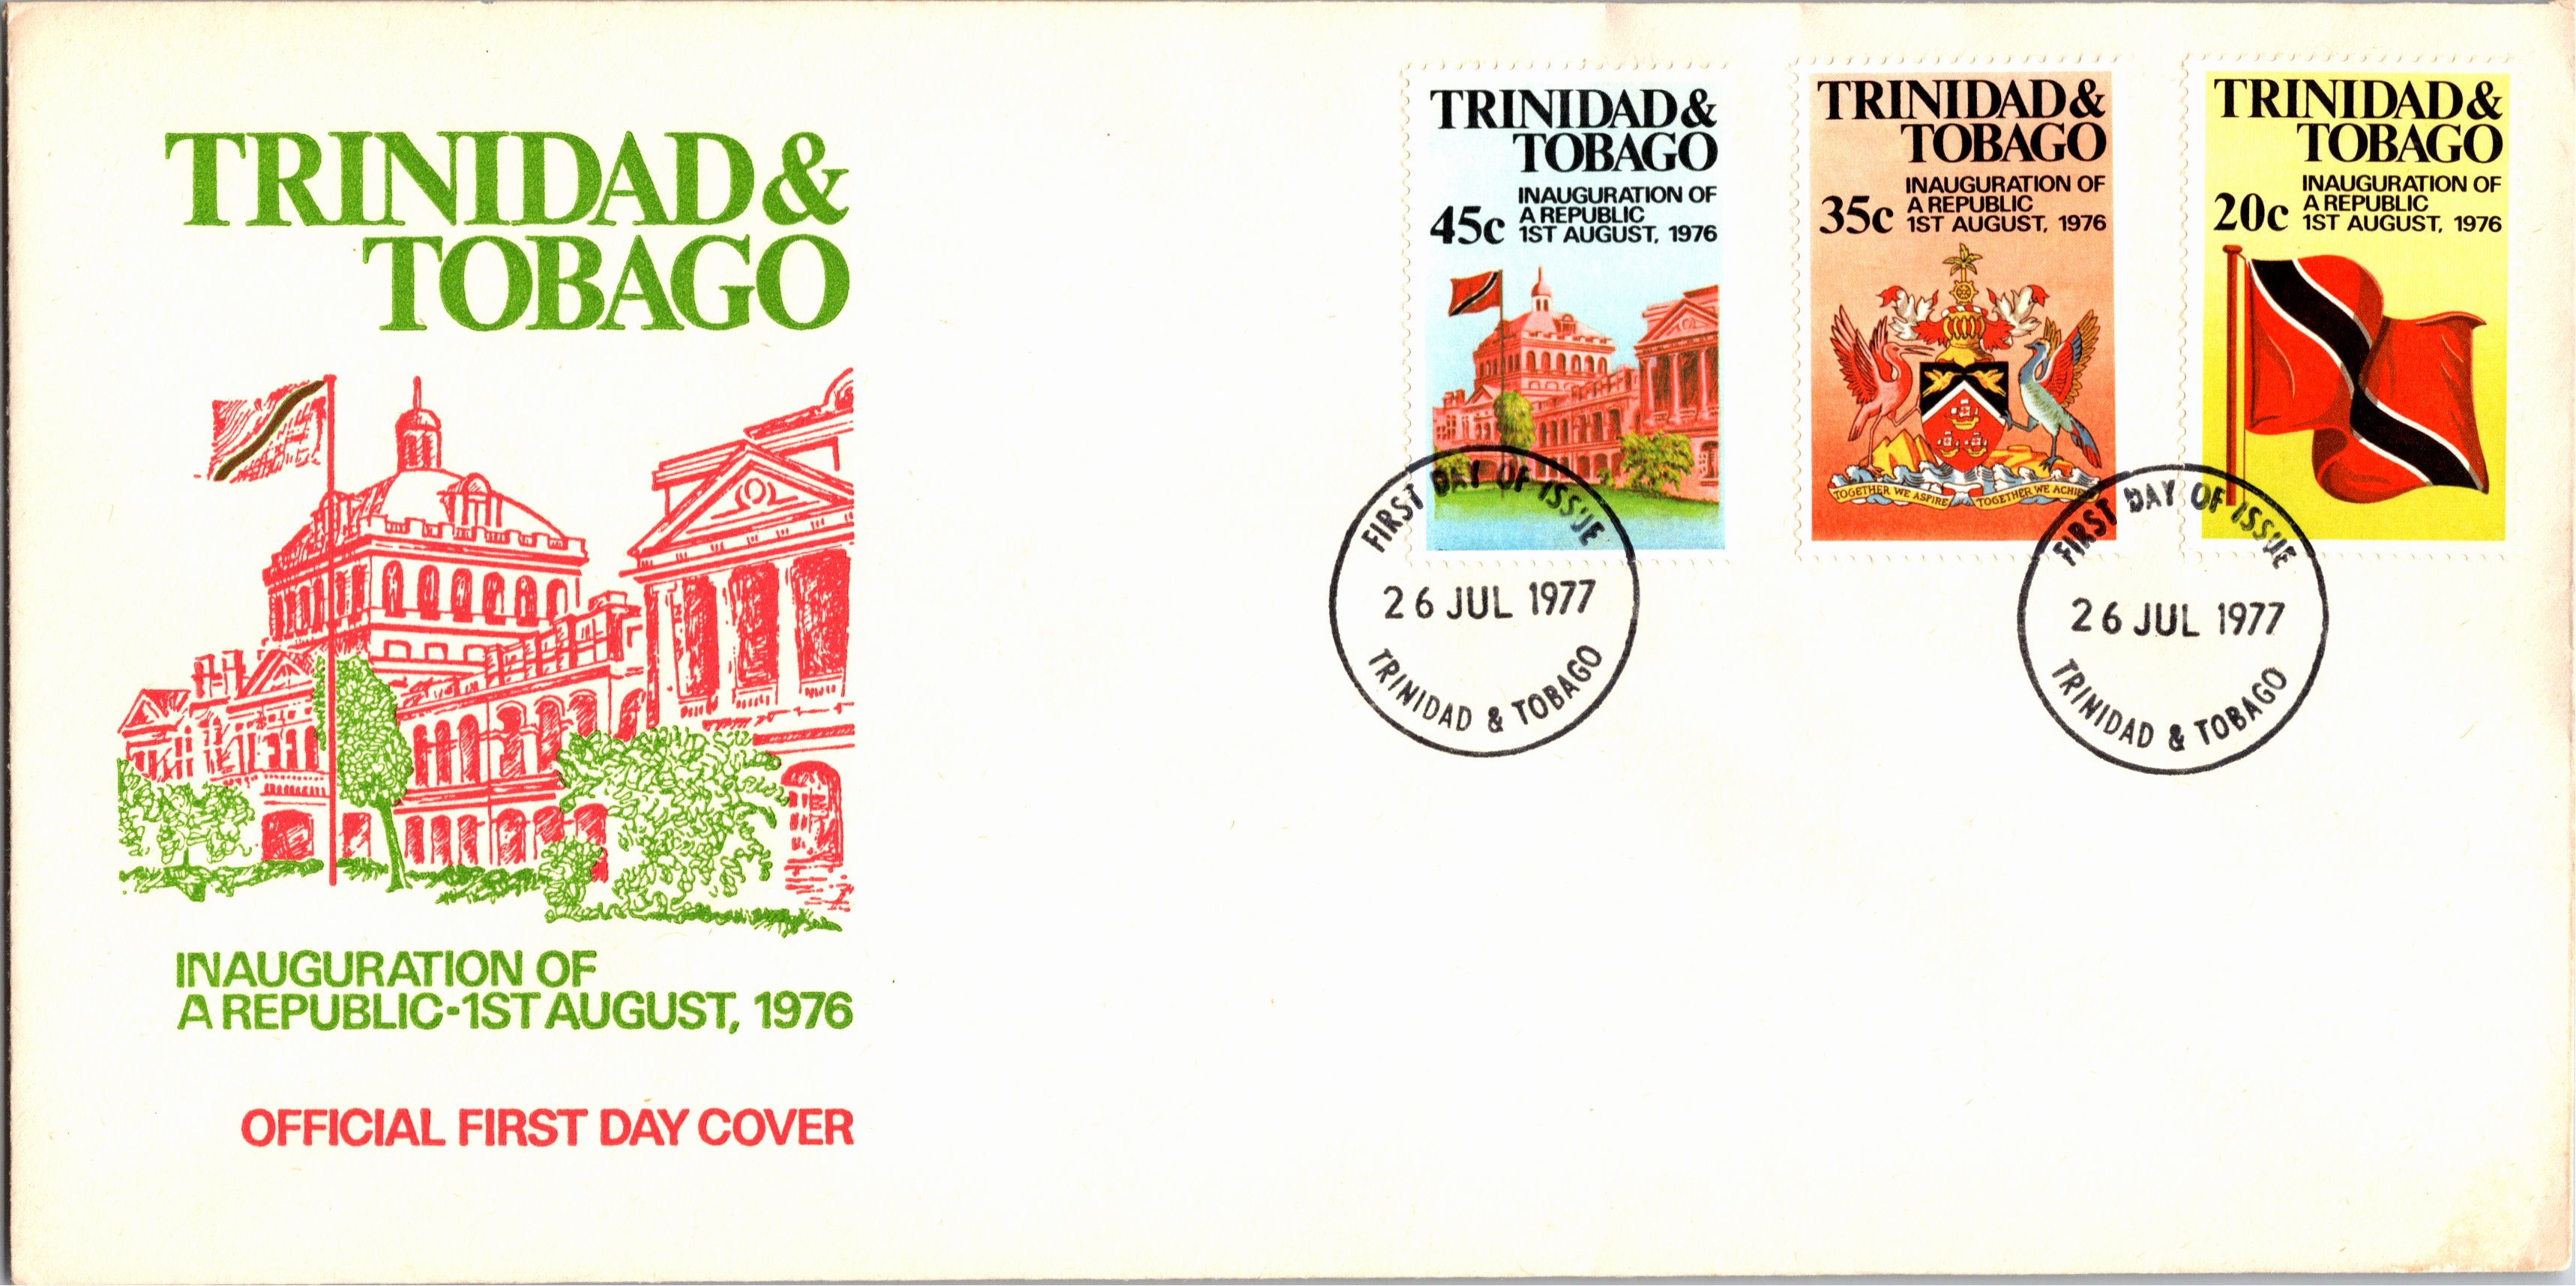 TRINIDAD &
TOBAGO
INAUGURATION OF
A REPUBLIC-1ST AUGUST, 1976
OFFICIAL FIRST DAY COVER
TRINIDAD &
TOBAGO
45c
INAUGURATION OF
A REPUBLIC
1ST AUGUST, 1976
TRINIDAD &
TOBAGO
35c
INAUGURATION OF
A REPUBLIC
1ST AUGUST, 1976
TOGETHER WE ASPIRE TOGETHER WE
TRINIDAD &
TOBAGO
20c
INAUGURATION OF
A REPUBLIC
1ST AUGUST, 1976
FIRST DAY OF ISSUE
26 JUL 1977
TRINIDAD & TOBAGO
FIRST DAY OF ISSUE
26 JUL 1977
TRINIDAD & TOBAGO